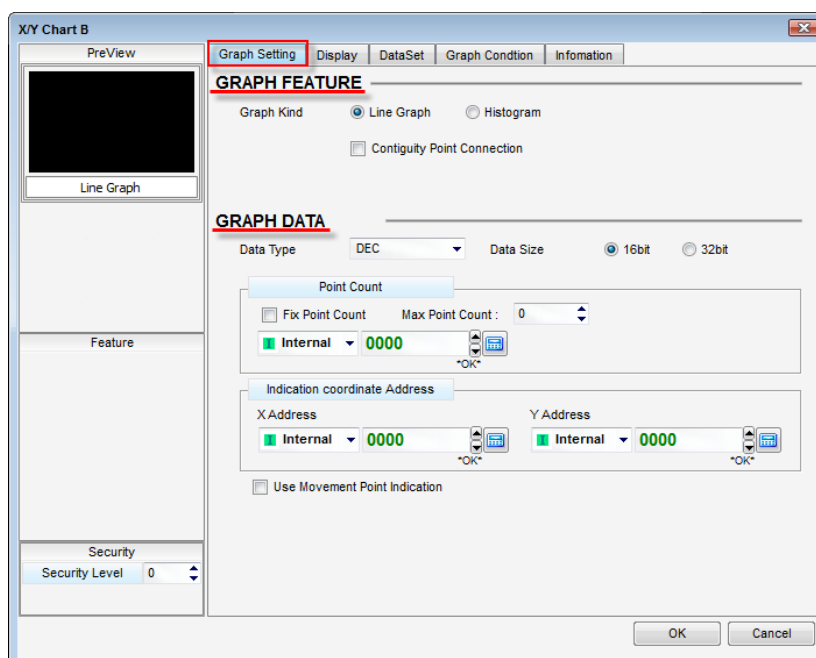 X/Y Chart B
PreView
Line Graph
Feature
Security
Security Level 0
Graph Setting Display DataSet Graph Condtion Infomation
GRAPH FEATURE
Graph Kind Line Graph Histogram
Contiguity Point Connection
GRAPH DATA
Data Type DEC Data Size 16bit 32bit
Point Count
Fix Point Count Max Point Count : 0
I Internal 0000
*OK*
Indication coordinate Address
X Address Y Address
I Internal 0000 I Internal 0000
*OK* *OK*
Use Movement Point Indication
OK Cancel